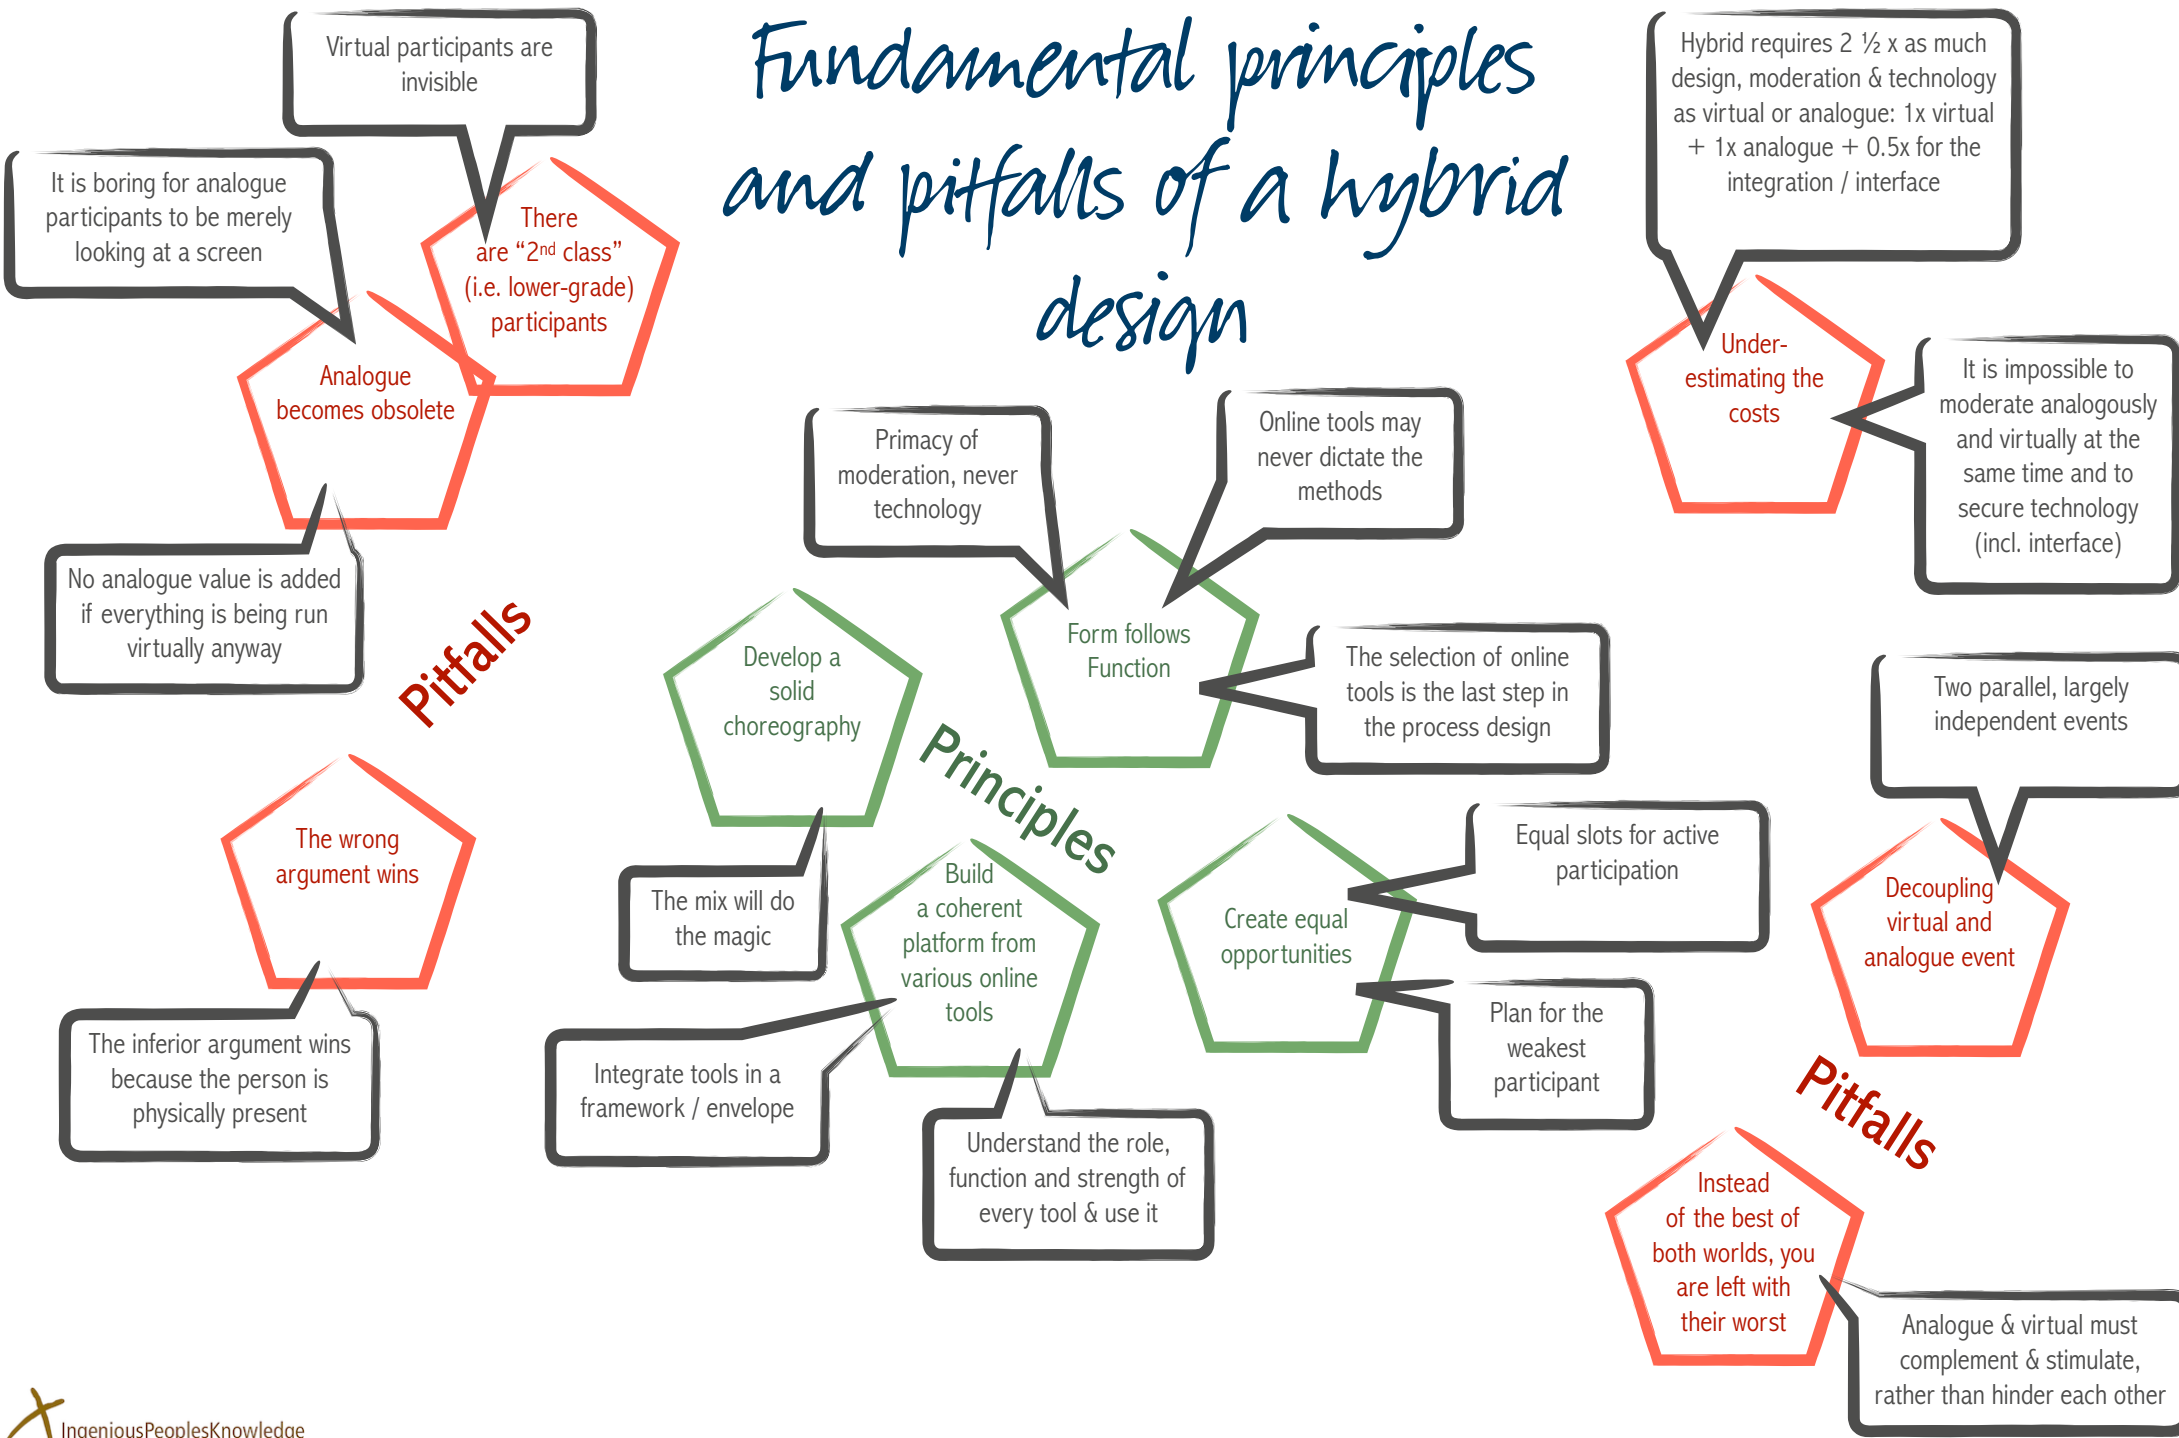 Fundamental principles
and pitfalls of a hybrid
design
Virtual participants are
invisible
It is boring for analogue
participants to be merely
looking at a screen
There
are “2nd class”
(i.e. lower-grade)
participants
Analogue
becomes obsolete
No analogue value is added
if everything is being run
virtually anyway
Pitfalls
The wrong
argument wins
The inferior argument wins
because the person is
physically present
Primacy of
moderation, never
technology
Online tools may
never dictate the
methods
Form follows
Function
The selection of online
tools is the last step in
the process design
Develop a
solid
choreography
The mix will do
the magic
Principles
Build
a coherent
platform from
various online
tools
Integrate tools in a
framework / envelope
Understand the role,
function and strength of
every tool & use it
Create equal
opportunities
Equal slots for active
participation
Plan for the
weakest
participant
Hybrid requires 2 ½ x as much
design, moderation & technology
as virtual or analogue: 1x virtual
+ 1x analogue + 0.5x for the
integration / interface
Under-
estimating the
costs
It is impossible to
moderate analogously
and virtually at the
same time and to
secure technology
(incl. interface)
Two parallel, largely
independent events
Decoupling
virtual and
analogue event
Pitfalls
Instead
of the best of
both worlds, you
are left with
their worst
Analogue & virtual must
complement & stimulate,
rather than hinder each other
IngeniousPeoplesKnowledge